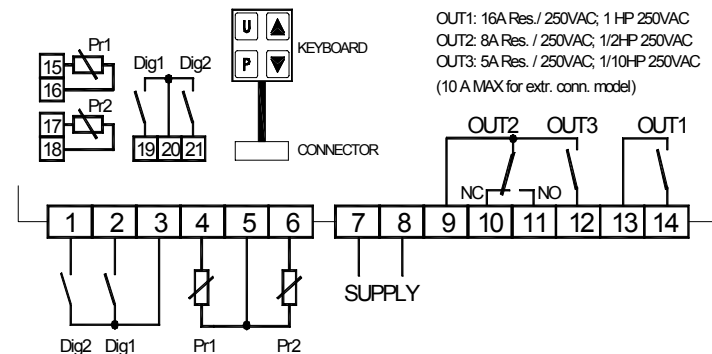 OUT1: 16A Res./ 250VAC; 1 HP 250VAC
OUT2: 8A Res. / 250VAC; 1/2HP 250VAC
OUT3: 5A Res. / 250VAC; 1/10HP 250VAC
(10 A MAX for extr. conn. model)
U
P
KEYBOARD
CONNECTOR
Pr1
15
16
Pr2
17
18
Dig1 Dig2
19 20 21
OUT2 OUT3 OUT1
NC NO
1 2 3 4 5 6 7 8 9 10 11 12 13 14
SUPPLY
Dig2 Dig1 Pr1 Pr2